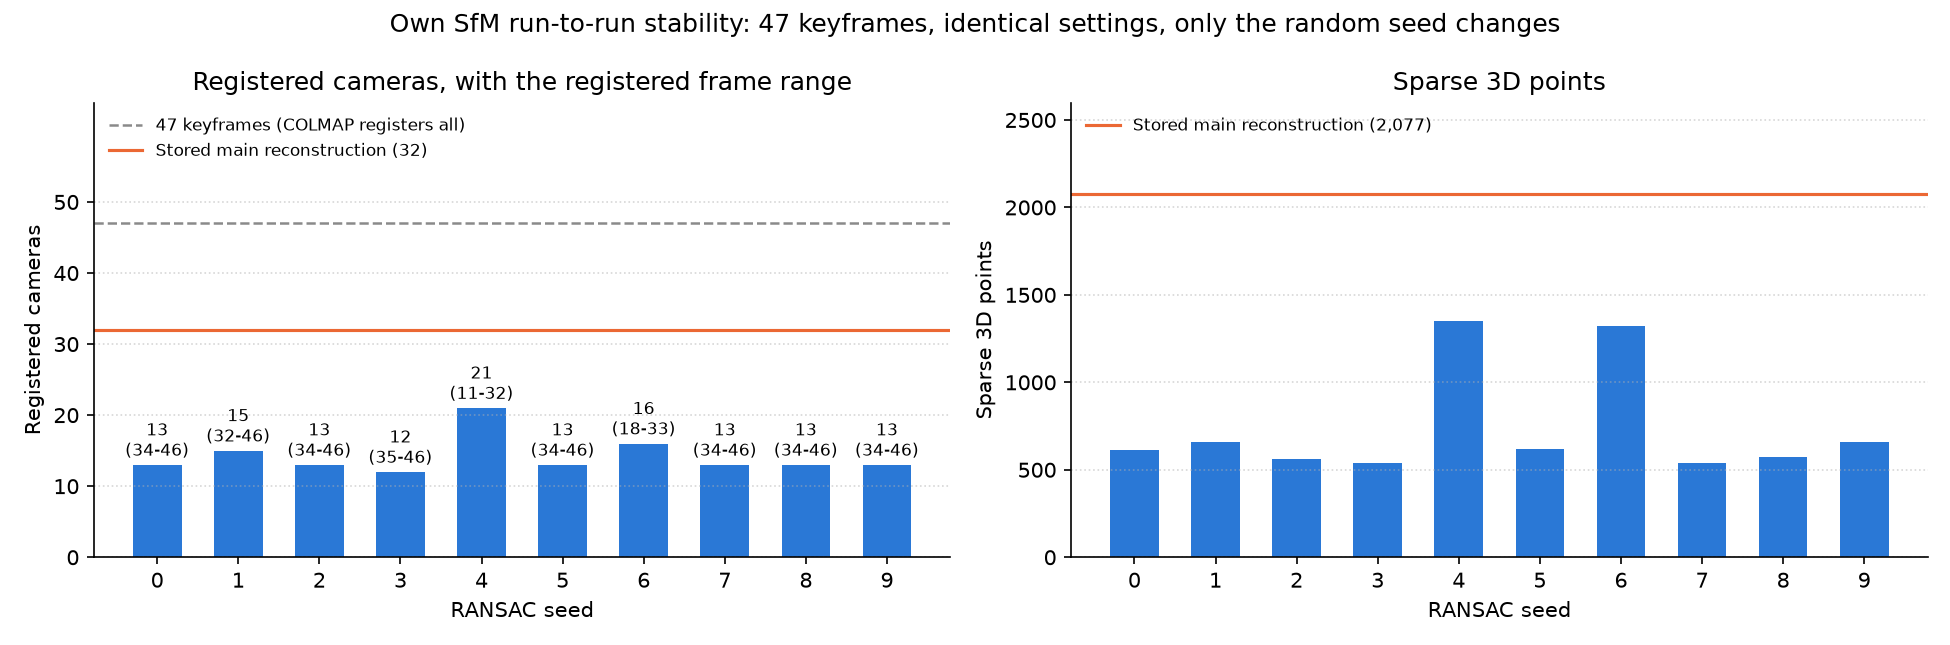 Own SfM run-to-run stability: 47 keyframes, identical settings, only the random seed changes
Registered cameras, with the registered frame range
47 keyframes (COLMAP registers all)
Stored main reconstruction (32)
Registered cameras
50
40
30
20
10
0
13
(34-46)
15
(32-46)
13
(34-46)
12
(35-46)
21
(11-32)
13
(34-46)
16
(18-33)
13
(34-46)
13
(34-46)
13
(34-46)
0 1 2 3 4 5 6 7 8 9
RANSAC seed
Sparse 3D points
Stored main reconstruction (2,077)
Sparse 3D points
2500
2000
1500
1000
500
0
0 1 2 3 4 5 6 7 8 9
RANSAC seed